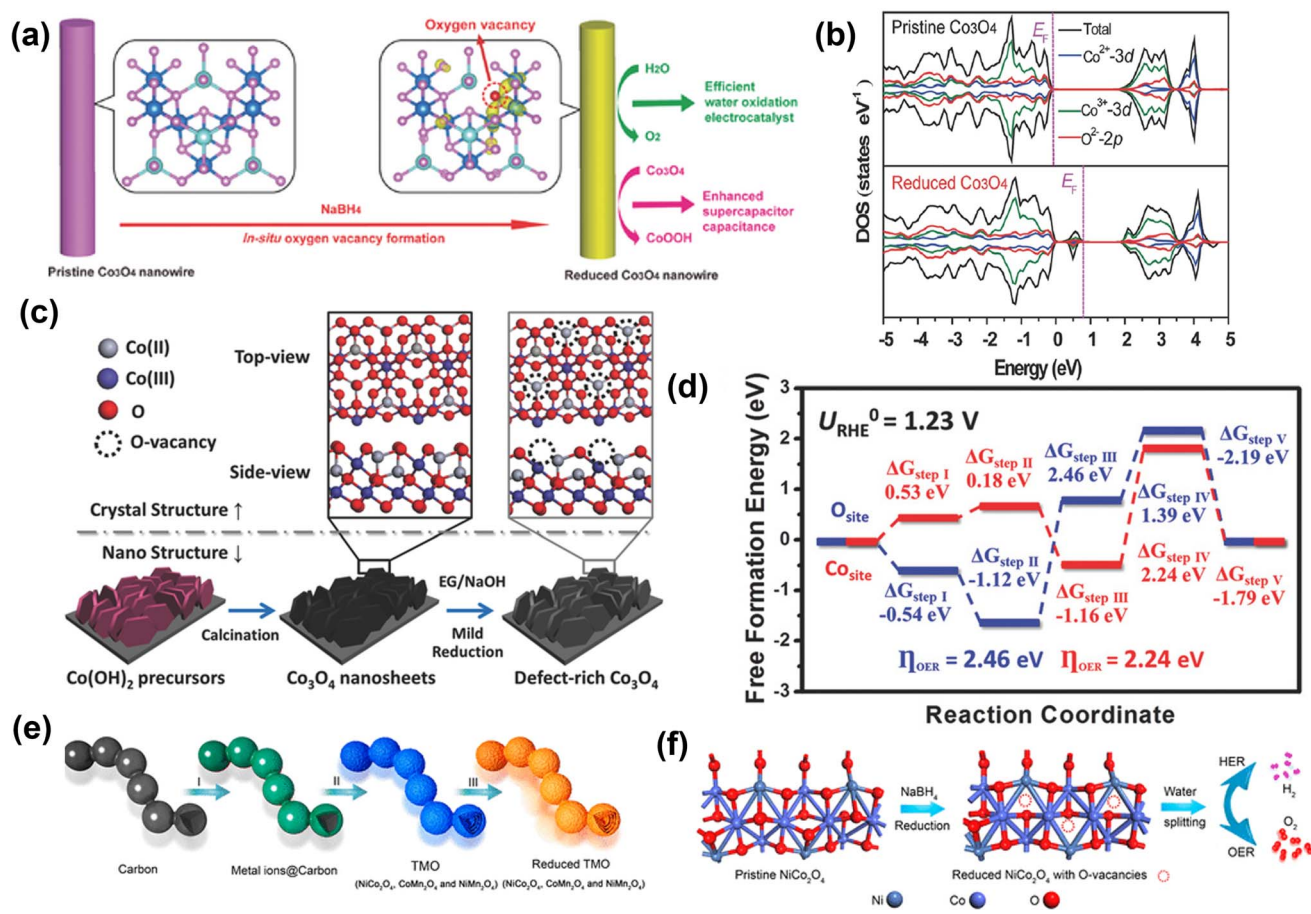 (a)
Oxygen vacancy
H2O
Efficient
water oxidation
electrocatalyst
O2
Co3O4
Enhanced
supercapacitor
capacitance
CoOOH
NaBH4
In-situ oxygen vacancy formation
Pristine Co3O4 nanowire
Reduced Co3O4 nanowire
(b)
Pristine Co3O4
EF
Total
Co2+-3d
Co3+-3d
O2-2p
Reduced Co3O4
EF
DOS (states eV-1)
-5 -4 -3 -2 -1 0 1 2 3 4 5
Energy (eV)
(c)
Co(II)
Co(III)
O
O-vacancy
Top-view
Side-view
Crystal Structure ↑
Nano Structure ↓
Calcination
EG/NaOH
Mild
Reduction
Co(OH)2 precursors
Co3O4 nanosheets
Defect-rich Co3O4
(d)
Free Formation Energy (eV)
3
2
1
0
-1
-2
-3
URHE0 = 1.23 V
ΔGstep I
0.53 eV
ΔGstep II
0.18 eV
ΔGstep III
2.46 eV
ΔGstep V
-2.19 eV
ΔGstep IV
1.39 eV
Osite
Cosite
ΔGstep I
-0.54 eV
ΔGstep II
-1.12 eV
ΔGstep III
-1.16 eV
ΔGstep IV
2.24 eV
ΔGstep V
-1.79 eV
ηOER = 2.46 eV
ηOER = 2.24 eV
Reaction Coordinate
(e)
I
II
III
Carbon
Metal ions@Carbon
TMO
(NiCo2O4, CoMn2O4 and NiMn2O4)
Reduced TMO
(NiCo2O4, CoMn2O4 and NiMn2O4)
(f)
NaBH4
Reduction
Water
splitting
HER
H2
O2
OER
Pristine NiCo2O4
Reduced NiCo2O4 with O-vacancies
Ni
Co
O